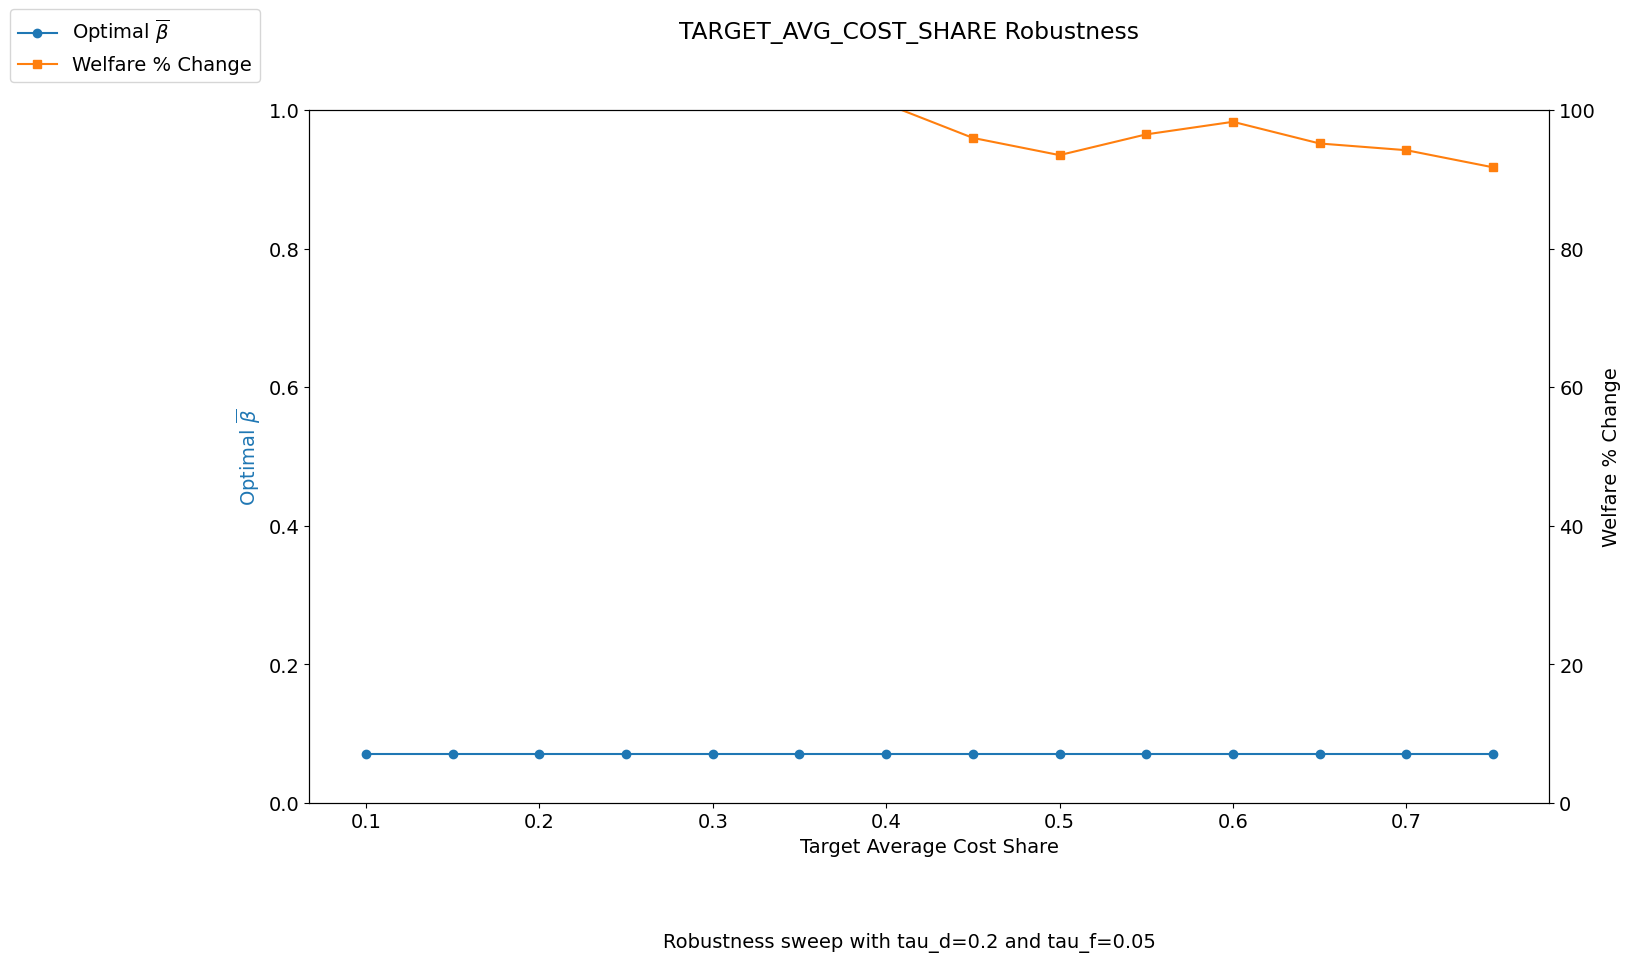 Optimal β̅
Welfare % Change
TARGET_AVG_COST_SHARE Robustness
1.0
0.8
0.6
0.4
0.2
0.0
Optimal β̅
100
80
60
40
20
0
Welfare % Change
0.1 0.2 0.3 0.4 0.5 0.6 0.7
Target Average Cost Share
Robustness sweep with tau_d=0.2 and tau_f=0.05